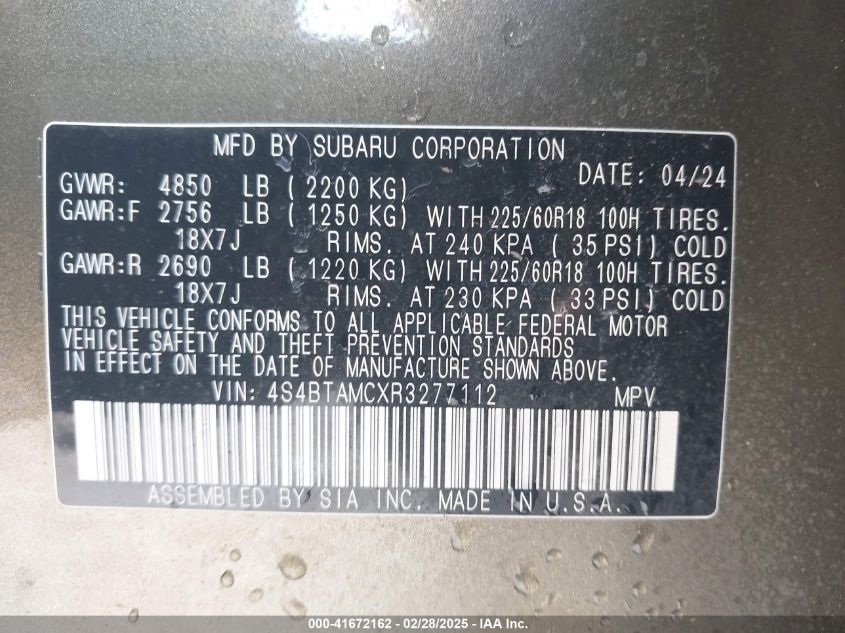 MFD BY SUBARU CORPORATION
DATE: 04/24
GVWR: 4850 LB ( 2200 KG)
GAWR:F 2756 LB ( 1250 KG) WITH 225/60R18 100H TIRES.
18X7J RIMS. AT 240 KPA ( 35 PSI) COLD
GAWR:R 2690 LB ( 1220 KG) WITH 225/60R18 100H TIRES.
18X7J RIMS. AT 230 KPA ( 33 PSI) COLD
THIS VEHICLE CONFORMS TO ALL APPLICABLE FEDERAL MOTOR
VEHICLE SAFETY AND THEFT PREVENTION STANDARDS
IN EFFECT ON THE DATE OF MANUFACTURE SHOWN ABOVE.
VIN: 4S4BTAMCXR3277112 MPV
ASSEMBLED BY SIA INC. MADE IN U.S.A.
000-41672162 - 02/28/2025 - IAA Inc.